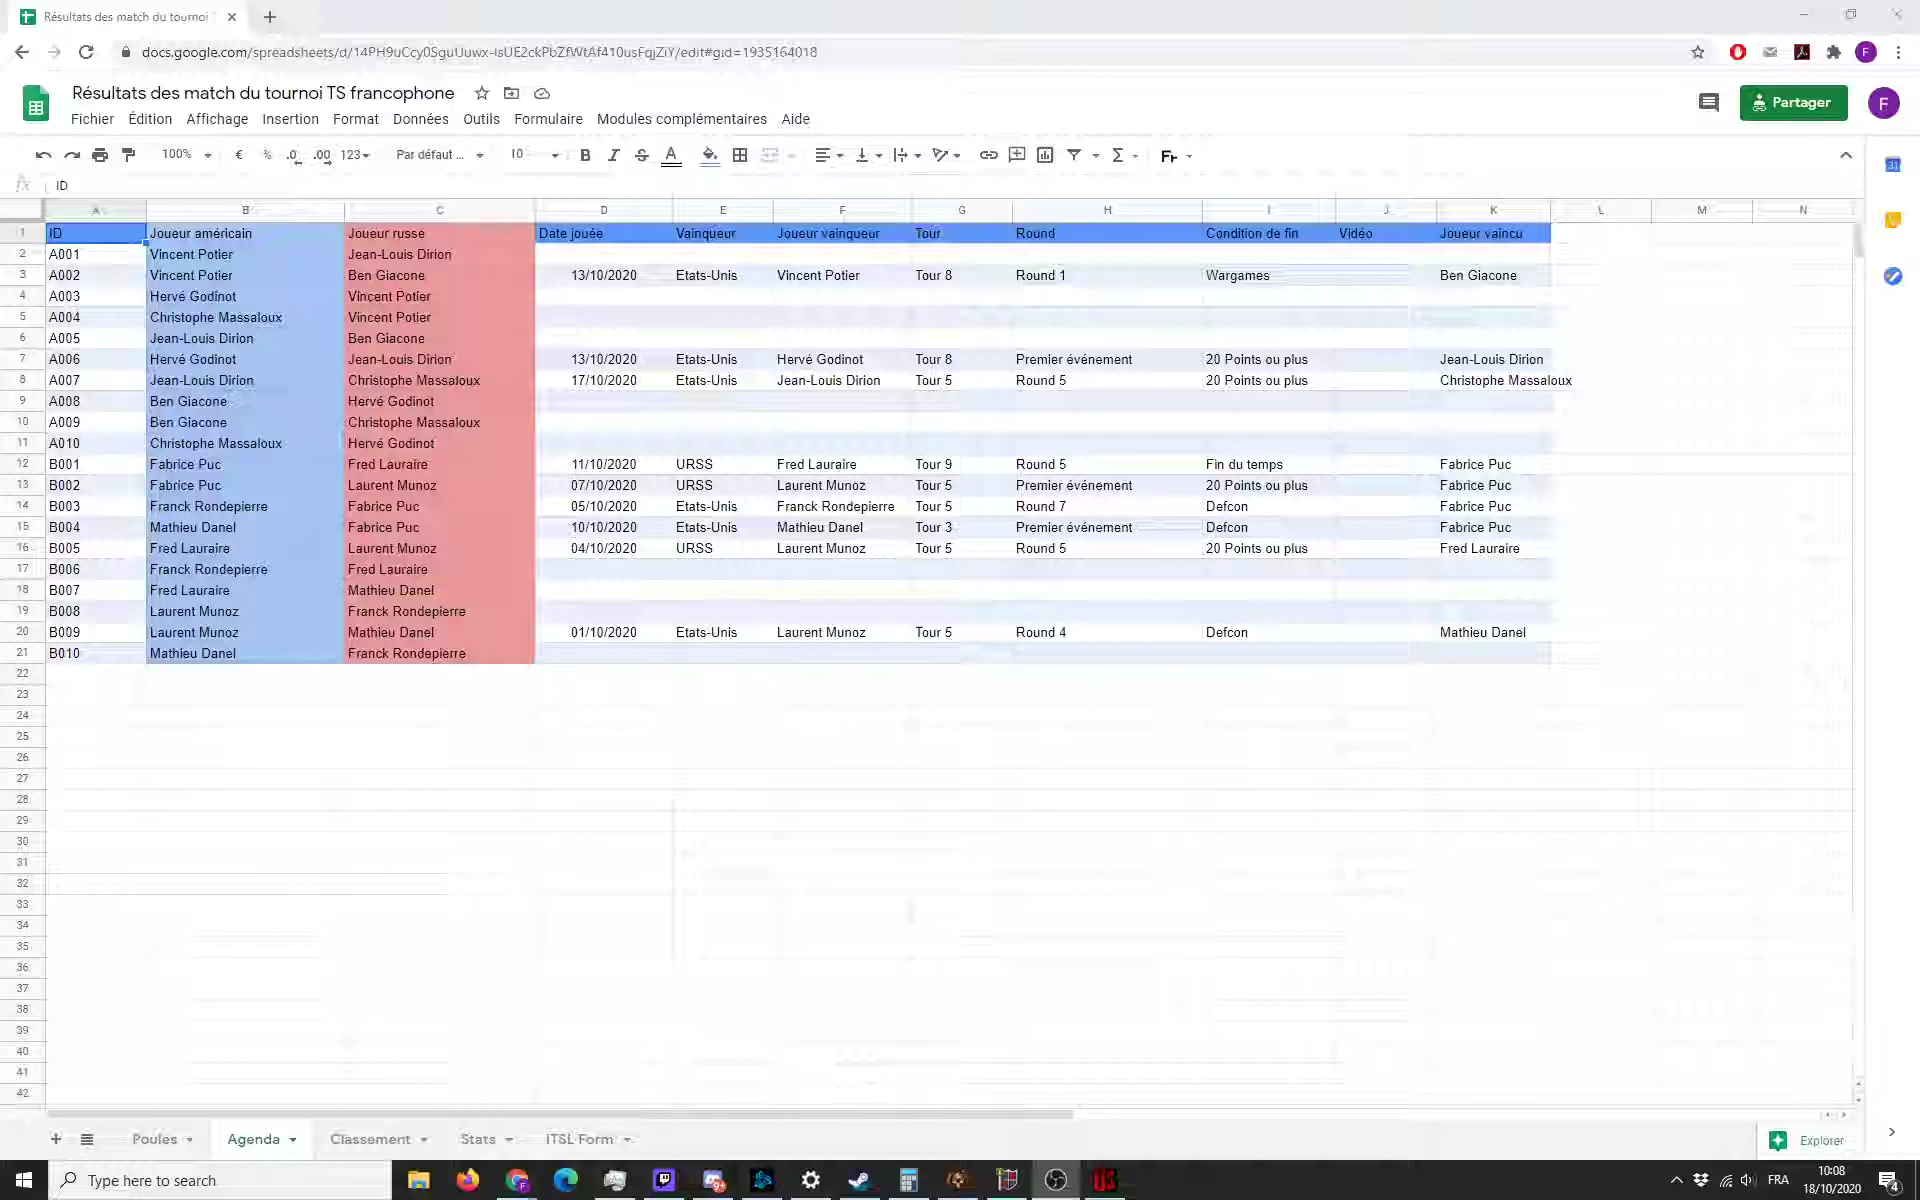 Résultats des match du tournoi
docs.google.com/spreadsheets/d/14PH9uCcy0SguUuwx-IsUE2ckPbZfWtAf410usFqjZiY/edit#gid=1935164018
F
Résultats des match du tournoi TS francophone
Partager
F
Fichier Édition Affichage Insertion Format Données Outils Formulaire Modules complémentaires Aide
100% € % .0 .00 123 Par défaut ... 10 B I S A Σ Fr
31
fx ID
A B C D E F G H I J K L M N
1 ID Joueur américain Joueur russe Date jouée Vainqueur Joueur vainqueur Tour Round Condition de fin Vidéo Joueur vaincu
2 A001 Vincent Potier Jean-Louis Dirion
3 A002 Vincent Potier Ben Giacone 13/10/2020 Etats-Unis Vincent Potier Tour 8 Round 1 Wargames Ben Giacone
4 A003 Hervé Godinot Vincent Potier
5 A004 Christophe Massaloux Vincent Potier
6 A005 Jean-Louis Dirion Ben Giacone
7 A006 Hervé Godinot Jean-Louis Dirion 13/10/2020 Etats-Unis Hervé Godinot Tour 8 Premier événement 20 Points ou plus Jean-Louis Dirion
8 A007 Jean-Louis Dirion Christophe Massaloux 17/10/2020 Etats-Unis Jean-Louis Dirion Tour 5 Round 5 20 Points ou plus Christophe Massaloux
9 A008 Ben Giacone Hervé Godinot
10 A009 Ben Giacone Christophe Massaloux
11 A010 Christophe Massaloux Hervé Godinot
12 B001 Fabrice Puc Fred Lauraire 11/10/2020 URSS Fred Lauraire Tour 9 Round 5 Fin du temps Fabrice Puc
13 B002 Fabrice Puc Laurent Munoz 07/10/2020 URSS Laurent Munoz Tour 5 Premier événement 20 Points ou plus Fabrice Puc
14 B003 Franck Rondepierre Fabrice Puc 05/10/2020 Etats-Unis Franck Rondepierre Tour 5 Round 7 Defcon Fabrice Puc
15 B004 Mathieu Danel Fabrice Puc 10/10/2020 Etats-Unis Mathieu Danel Tour 3 Premier événement Defcon Fabrice Puc
16 B005 Fred Lauraire Laurent Munoz 04/10/2020 URSS Laurent Munoz Tour 5 Round 5 20 Points ou plus Fred Lauraire
17 B006 Franck Rondepierre Fred Lauraire
18 B007 Fred Lauraire Mathieu Danel
19 B008 Laurent Munoz Franck Rondepierre
20 B009 Laurent Munoz Mathieu Danel 01/10/2020 Etats-Unis Laurent Munoz Tour 5 Round 4 Defcon Mathieu Danel
21 B010 Mathieu Danel Franck Rondepierre
22
23
24
25
26
27
28
29
30
31
32
33
34
35
36
37
38
39
40
41
42
Poules Agenda Classement Stats ITSL Form Explorer
Type here to search
FRA
10:08
18/10/2020
4